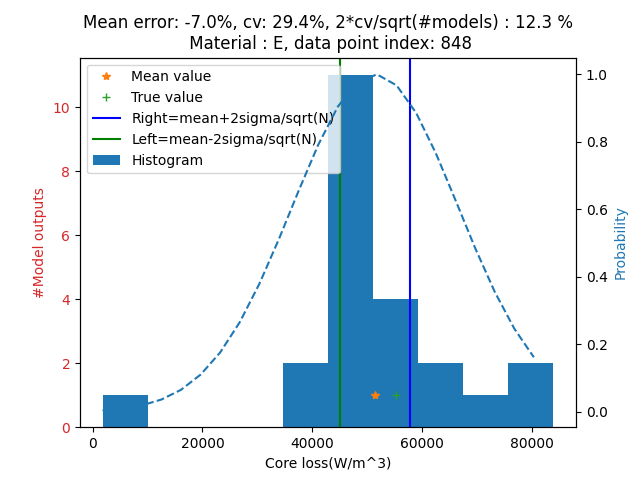 Mean error: -7.0%, cv: 29.4%, 2*cv/sqrt(#models) : 12.3 %
Material : E, data point index: 848
Mean value
True value
Right=mean+2sigma/sqrt(N)
Left=mean-2sigma/sqrt(N)
Histogram
#Model outputs
10
8
6
4
2
0
1.0
0.8
0.6
0.4
0.2
0.0
Probability
0 20000 40000 60000 80000
Core loss(W/m^3)